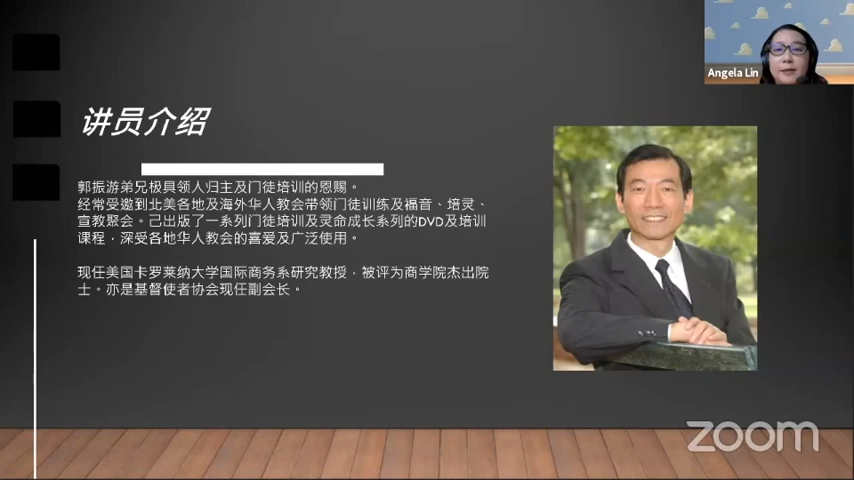 Angela Lin
讲员介绍
郭振游弟兄极具领人归主及门徒培训的恩赐。
经常受邀到北美各地及海外华人教会带领门徒训练及福音、培灵、
宣教聚会。己出版了一系列门徒培训及灵命成长系列的DVD及培训
课程，深受各地华人教会的喜爱及广泛使用。
现任美国卡罗莱纳大学国际商务系研究教授，被评为商学院杰出院
士。亦是基督使者协会现任副会长。
zoom